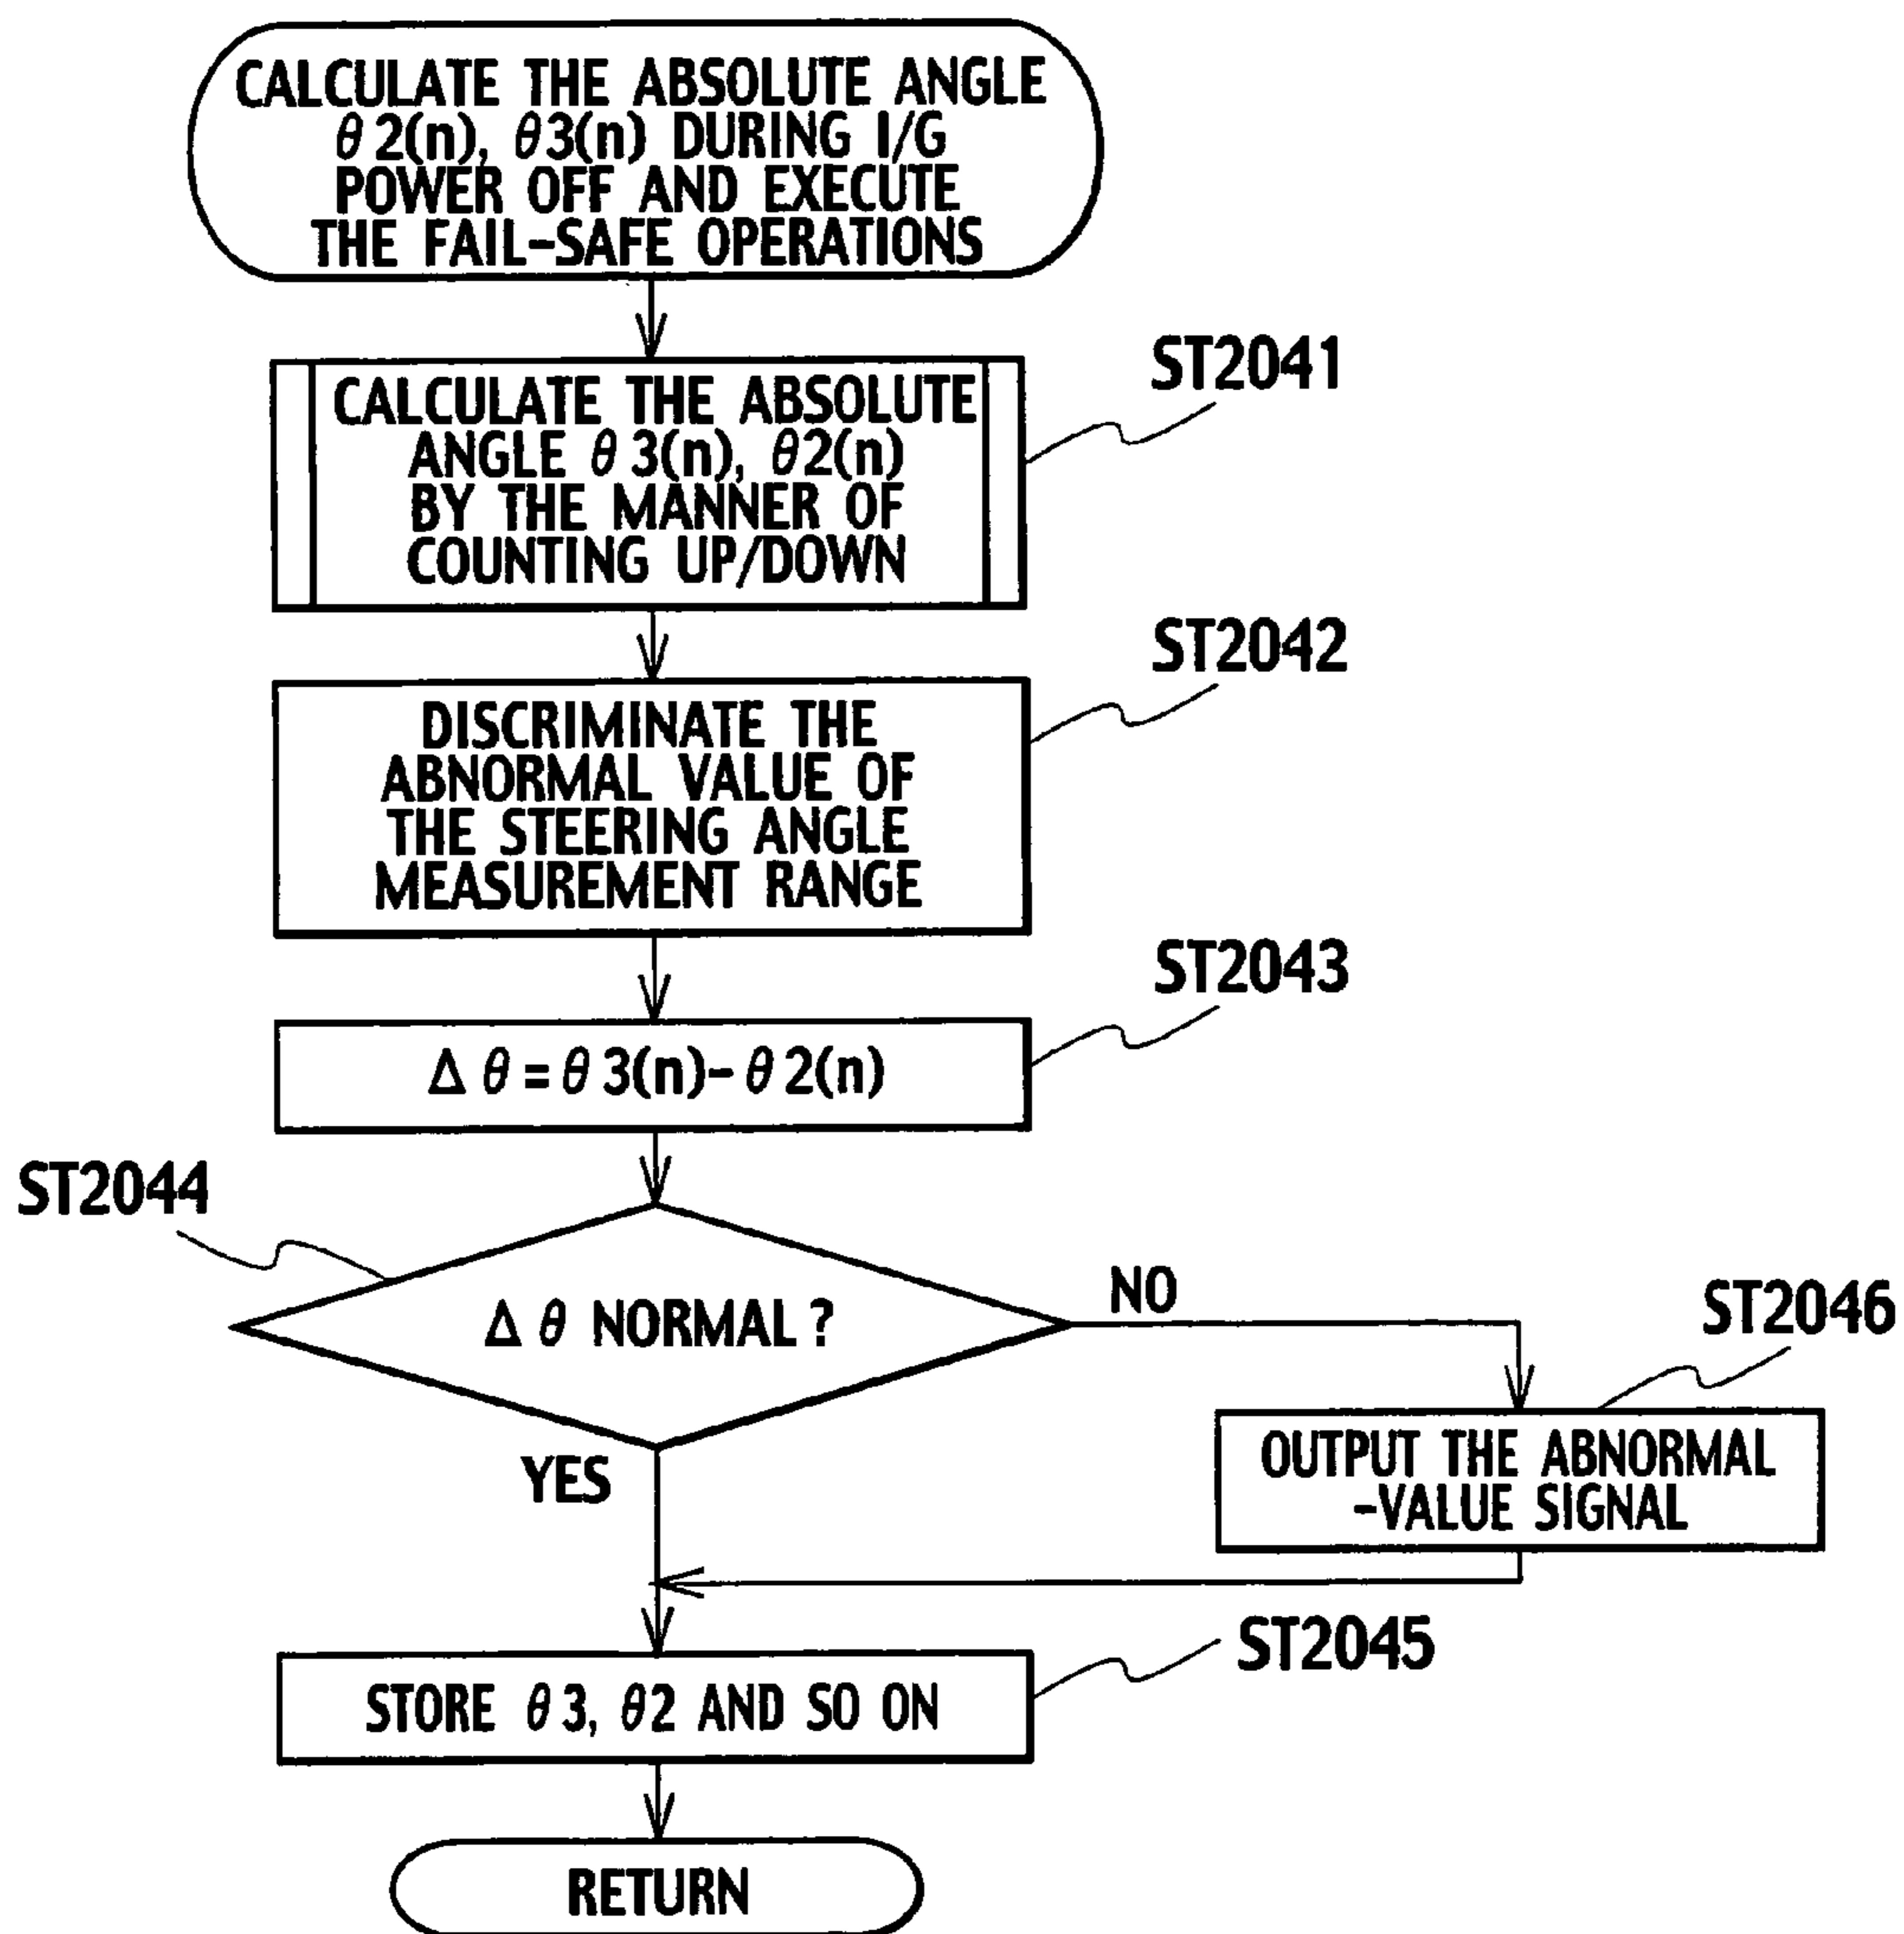 CALCULATE THE ABSOLUTE ANGLE
θ2(n), θ3(n) DURING I/G
POWER OFF AND EXECUTE
THE FAIL-SAFE OPERATIONS
ST2041
CALCULATE THE ABSOLUTE
ANGLE θ3(n), θ2(n)
BY THE MANNER OF
COUNTING UP/DOWN
ST2042
DISCRIMINATE THE
ABNORMAL VALUE OF
THE STEERING ANGLE
MEASUREMENT RANGE
ST2043
Δθ=θ3(n)-θ2(n)
ST2044
Δθ NORMAL?
NO
YES
ST2046
OUTPUT THE ABNORMAL
-VALUE SIGNAL
ST2045
STORE θ3, θ2 AND SO ON
RETURN